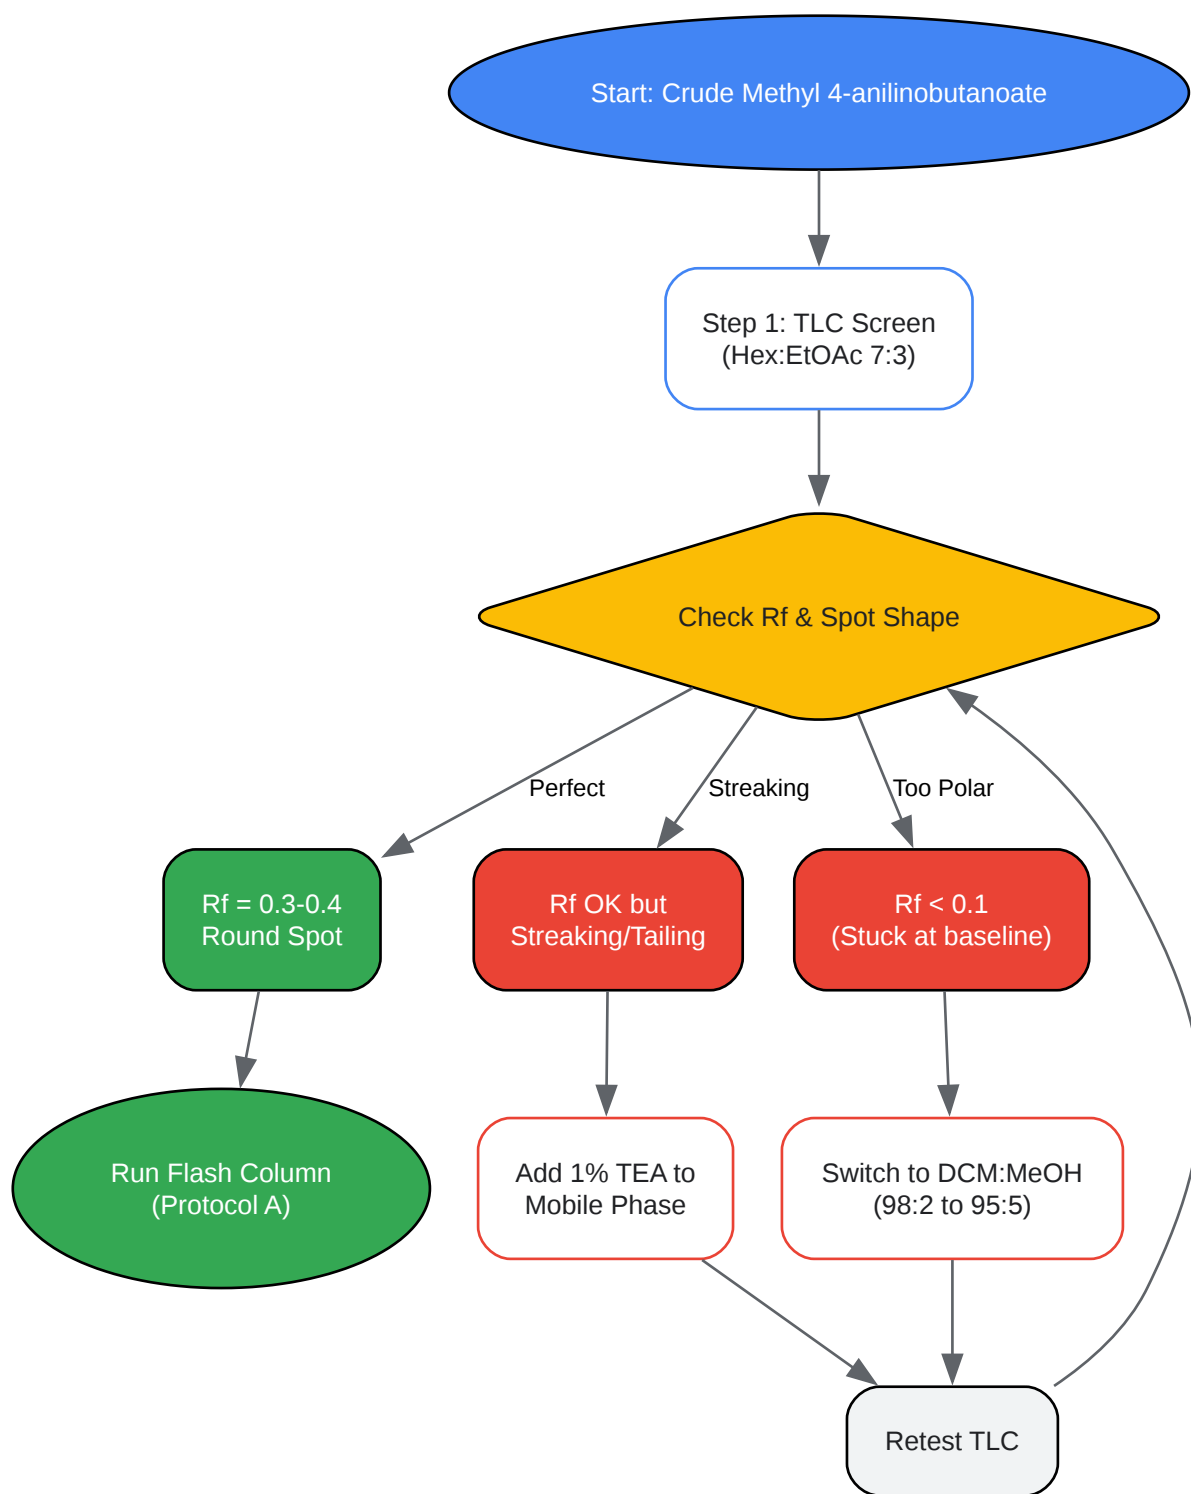 Start: Crude Methyl 4-anilinobutanoate
Step 1: TLC Screen
(Hex:EtOAc 7:3)
Check Rf & Spot Shape
Perfect
Streaking
Too Polar
Rf = 0.3-0.4
Round Spot
Rf OK but
Streaking/Tailing
Rf < 0.1
(Stuck at baseline)
Run Flash Column
(Protocol A)
Add 1% TEA to
Mobile Phase
Switch to DCM:MeOH
(98:2 to 95:5)
Retest TLC